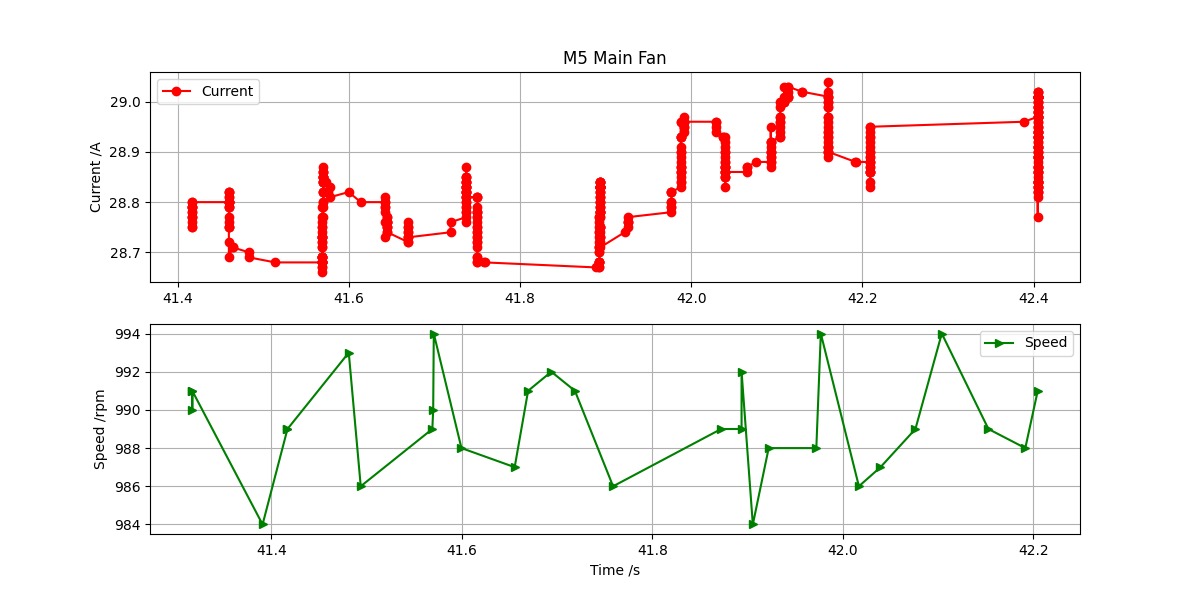 M5 Main Fan
Current
Current /A
29.0
28.9
28.8
28.7
41.4 41.6 41.8 42.0 42.2 42.4
Speed
Speed /rpm
994
992
990
988
986
984
41.4 41.6 41.8 42.0 42.2
Time /s